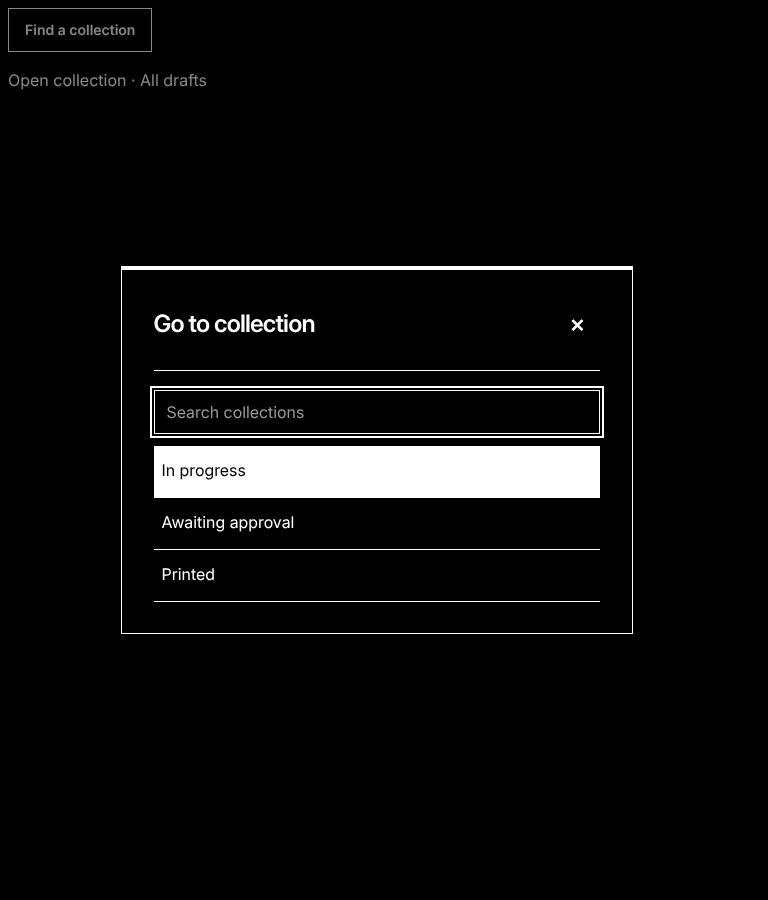 Find a collection
Open collection · All drafts
Go to collection
×
Search collections
In progress
Awaiting approval
Printed